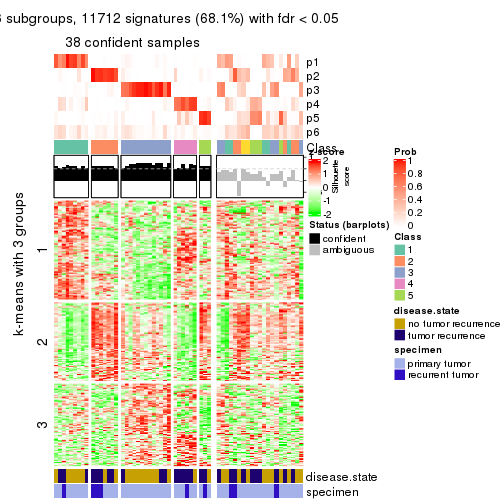 6 subgroups, 11712 signatures (68.1%) with fdr < 0.05
38 confident samples
p1
p2
p3
p4
p5
p6
Class
z-score
2
1
0
-1
-2
Silhouette
score
Prob
1
0.8
0.6
0.4
0.2
0
Status (barplots)
confident
ambiguous
Class
1
2
3
4
5
disease.state
no tumor recurrence
tumor recurrence
specimen
primary tumor
recurrent tumor
k-means with 3 groups
1
2
3
disease.state
specimen